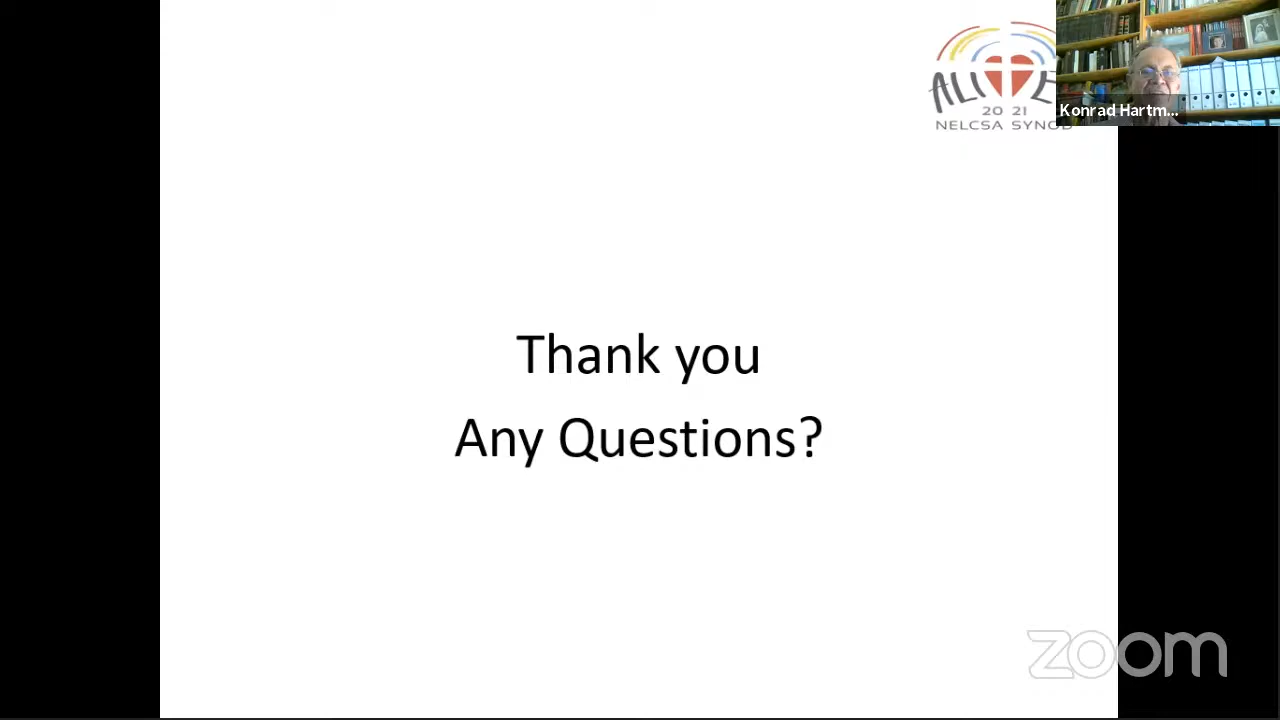 ALIVE
20 21
NELCSA SYNOD
Konrad Hartm...
Thank you
Any Questions?
zoom